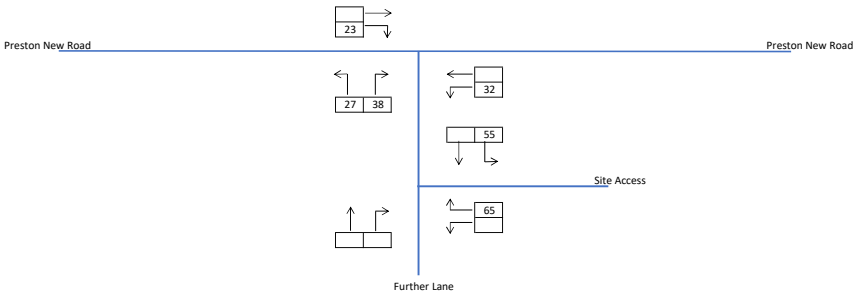 23
Preston New Road
Preston New Road
32
27 38
55
Site Access
65
Further Lane